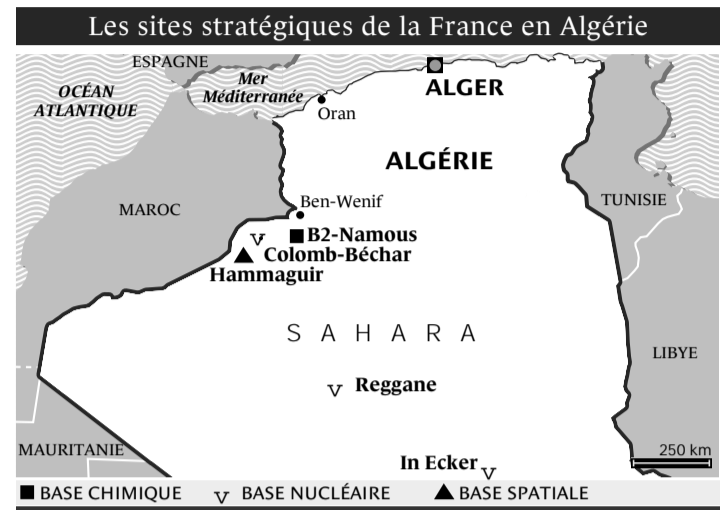 Les sites stratégiques de la France en Algérie
ESPAGNE
OCÉAN
ATLANTIQUE
Mer
Méditerranée
ALGER
Oran
ALGÉRIE
MAROC
TUNISIE
Ben-Wenif
B2-Namous
Colomb-Béchar
Hammaguir
SAHARA
LIBYE
Reggane
MAURITANIE
In Ecker
250 km
BASE CHIMIQUE BASE NUCLÉAIRE BASE SPATIALE